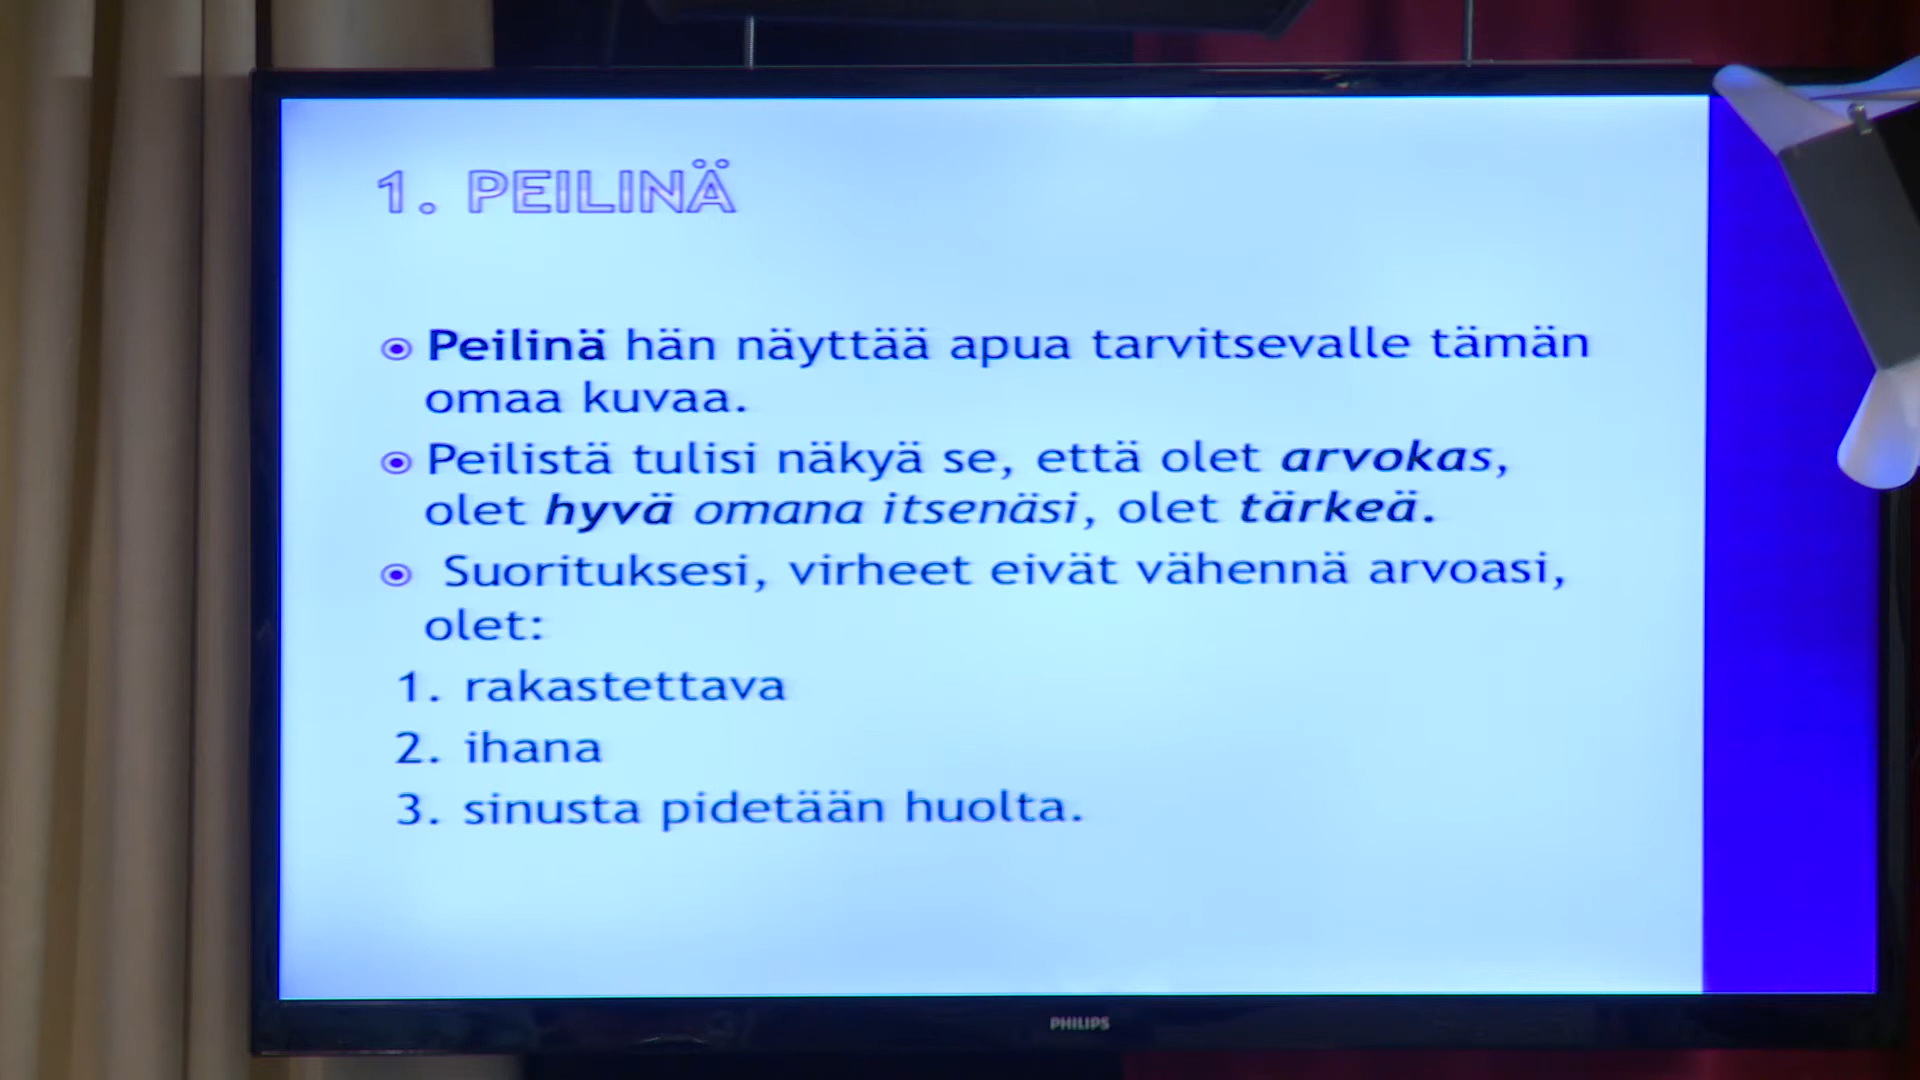 1. PEILINÄ
Peilinä hän näyttää apua tarvitsevalle tämän
omaa kuvaa.
Peilistä tulisi näkyä se, että olet arvokas,
olet hyvä omana itsenäsi, olet tärkeä.
Suorituksesi, virheet eivät vähennä arvoasi,
olet:
1. rakastettava
2. ihana
3. sinusta pidetään huolta.
PHILIPS